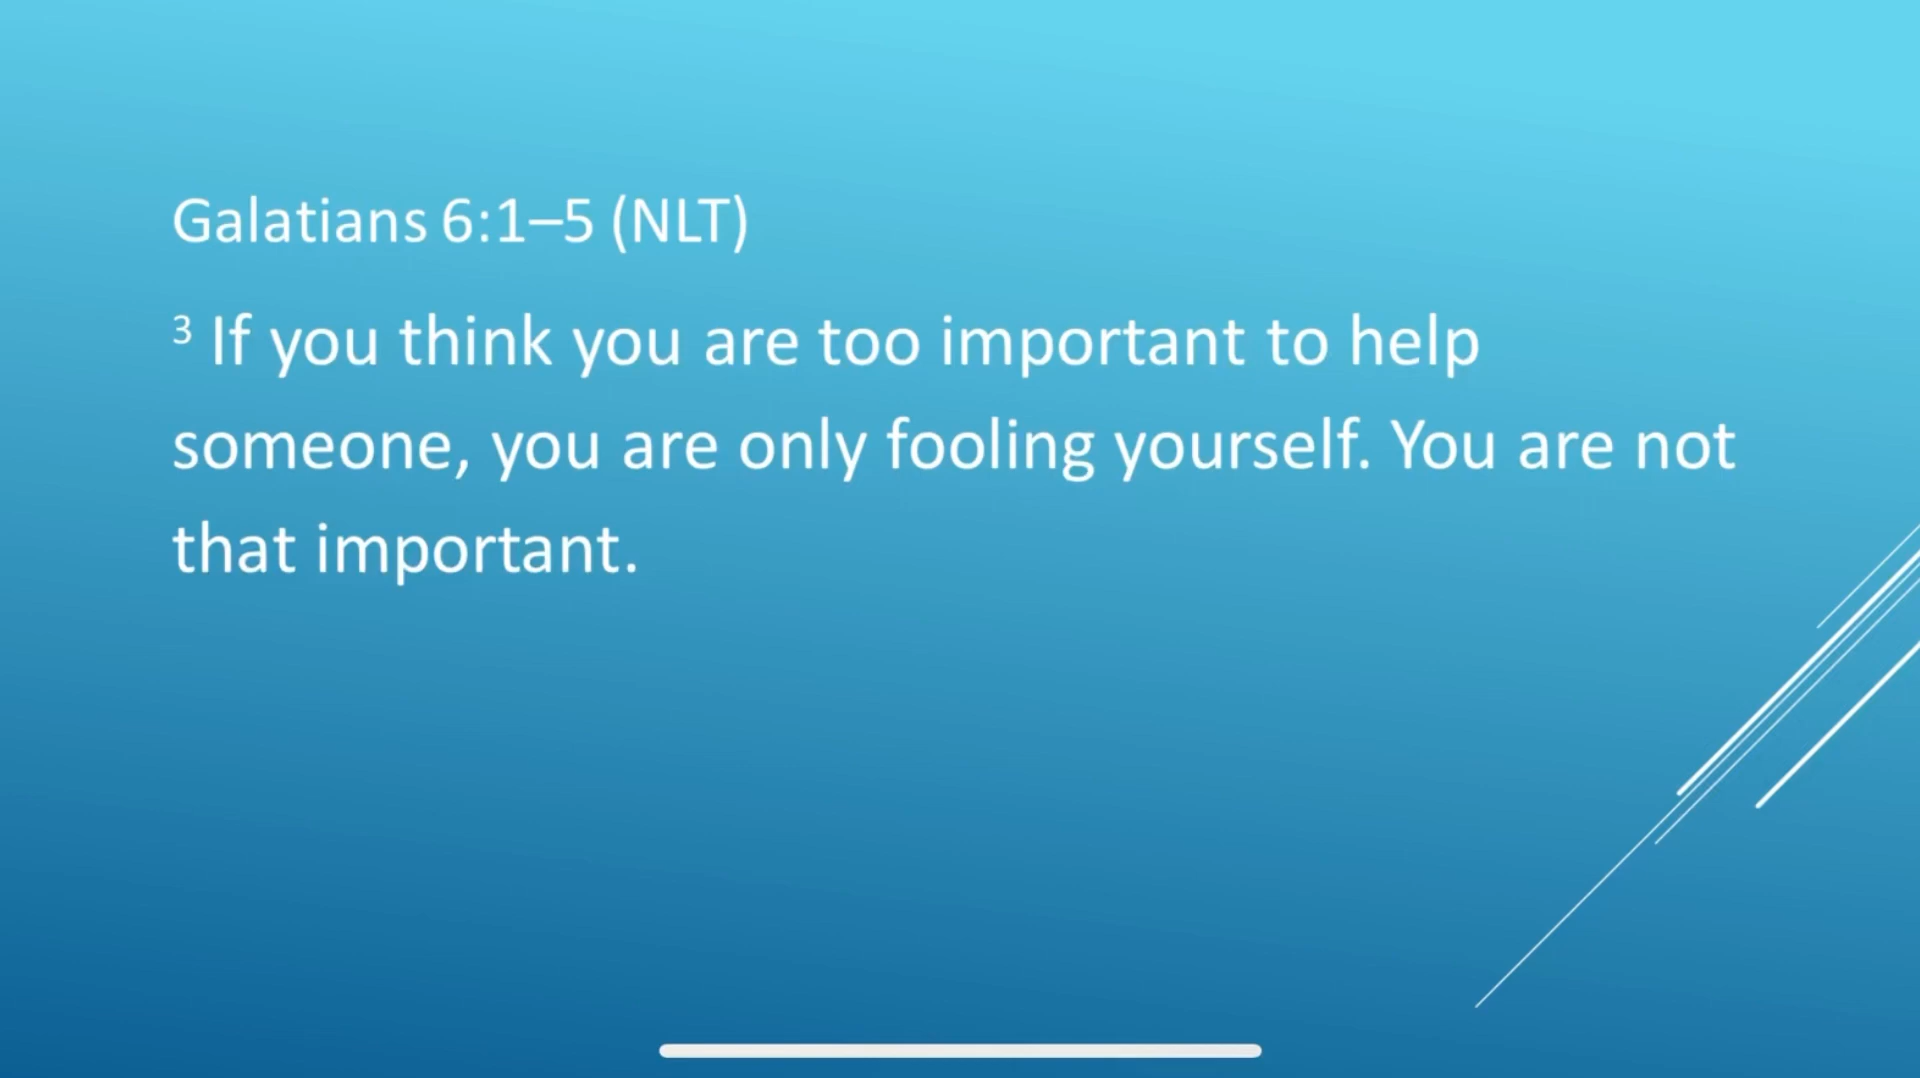 Galatians 6:1–5 (NLT)
³ If you think you are too important to help
someone, you are only fooling yourself. You are not
that important.